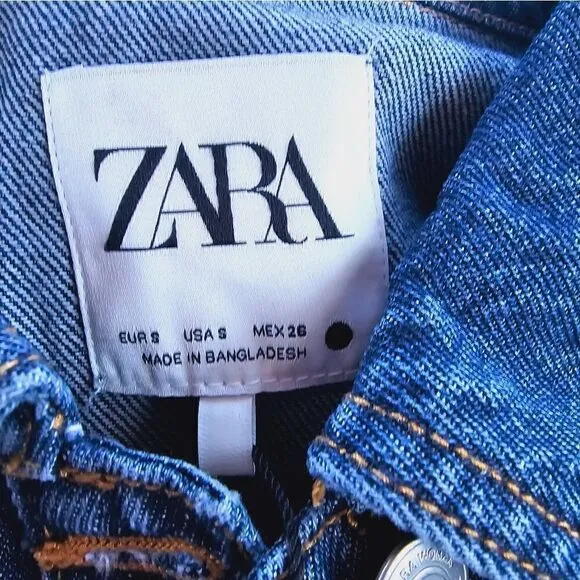 ZARA
EUR S USA S MEX 26
MADE IN BANGLADESH